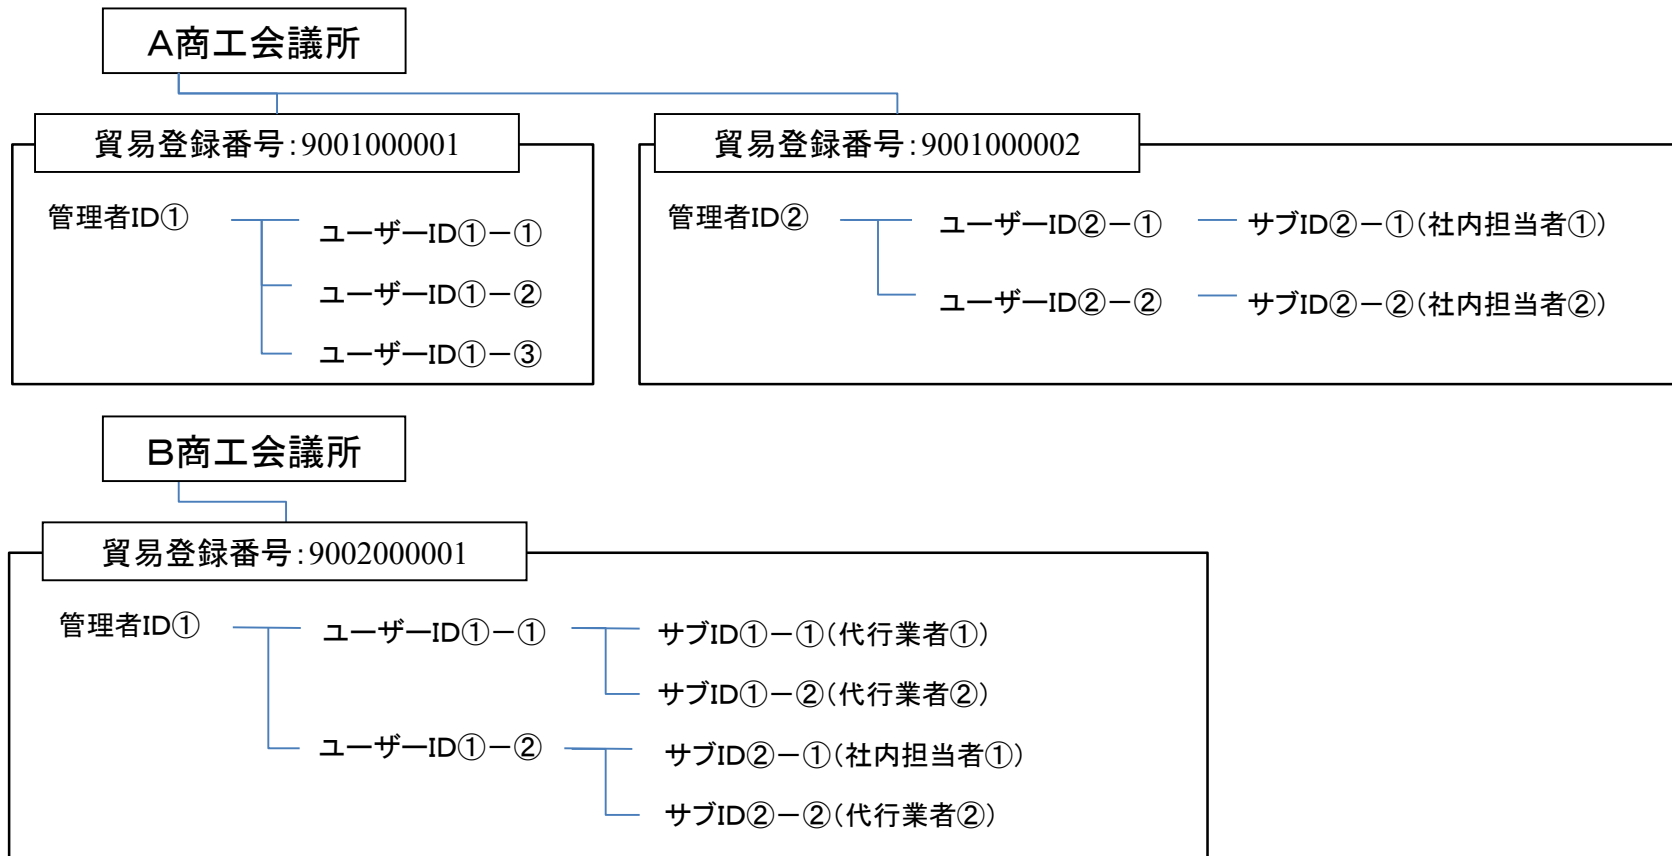 A商工会議所
貿易登録番号:9001000001
管理者ID①
ユーザーID①－①
ユーザーID①－②
ユーザーID①－③
貿易登録番号:9001000002
管理者ID②
ユーザーID②－①
サブID②－①(社内担当者①)
ユーザーID②－②
サブID②－②(社内担当者②)
B商工会議所
貿易登録番号:9002000001
管理者ID①
ユーザーID①－①
サブID①－①(代行業者①)
サブID①－②(代行業者②)
ユーザーID①－②
サブID②－①(社内担当者①)
サブID②－②(代行業者②)